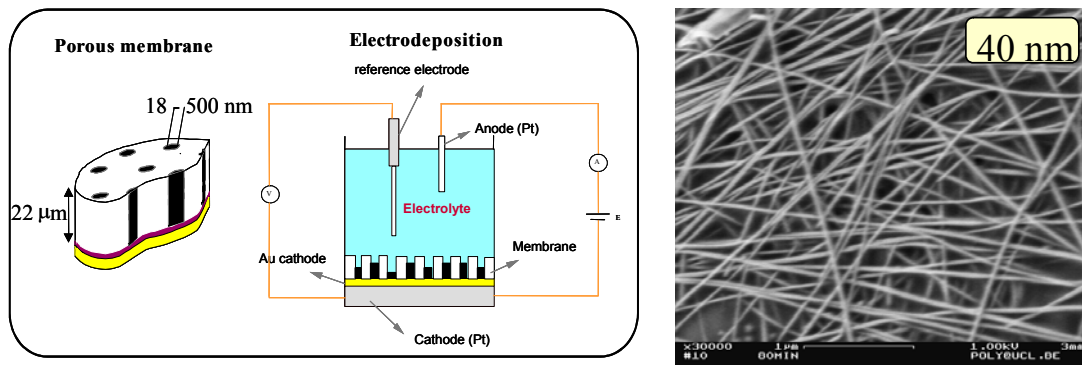 Porous membrane
18 - 500 nm
22 μm
Electrodeposition
reference electrode
Anode (Pt)
V
A
E
Electrolyte
Au cathode
Membrane
Cathode (Pt)
40 nm
x30000 1μm 1.00kV 3mm
#10 80MIN POLY@UCL.BE